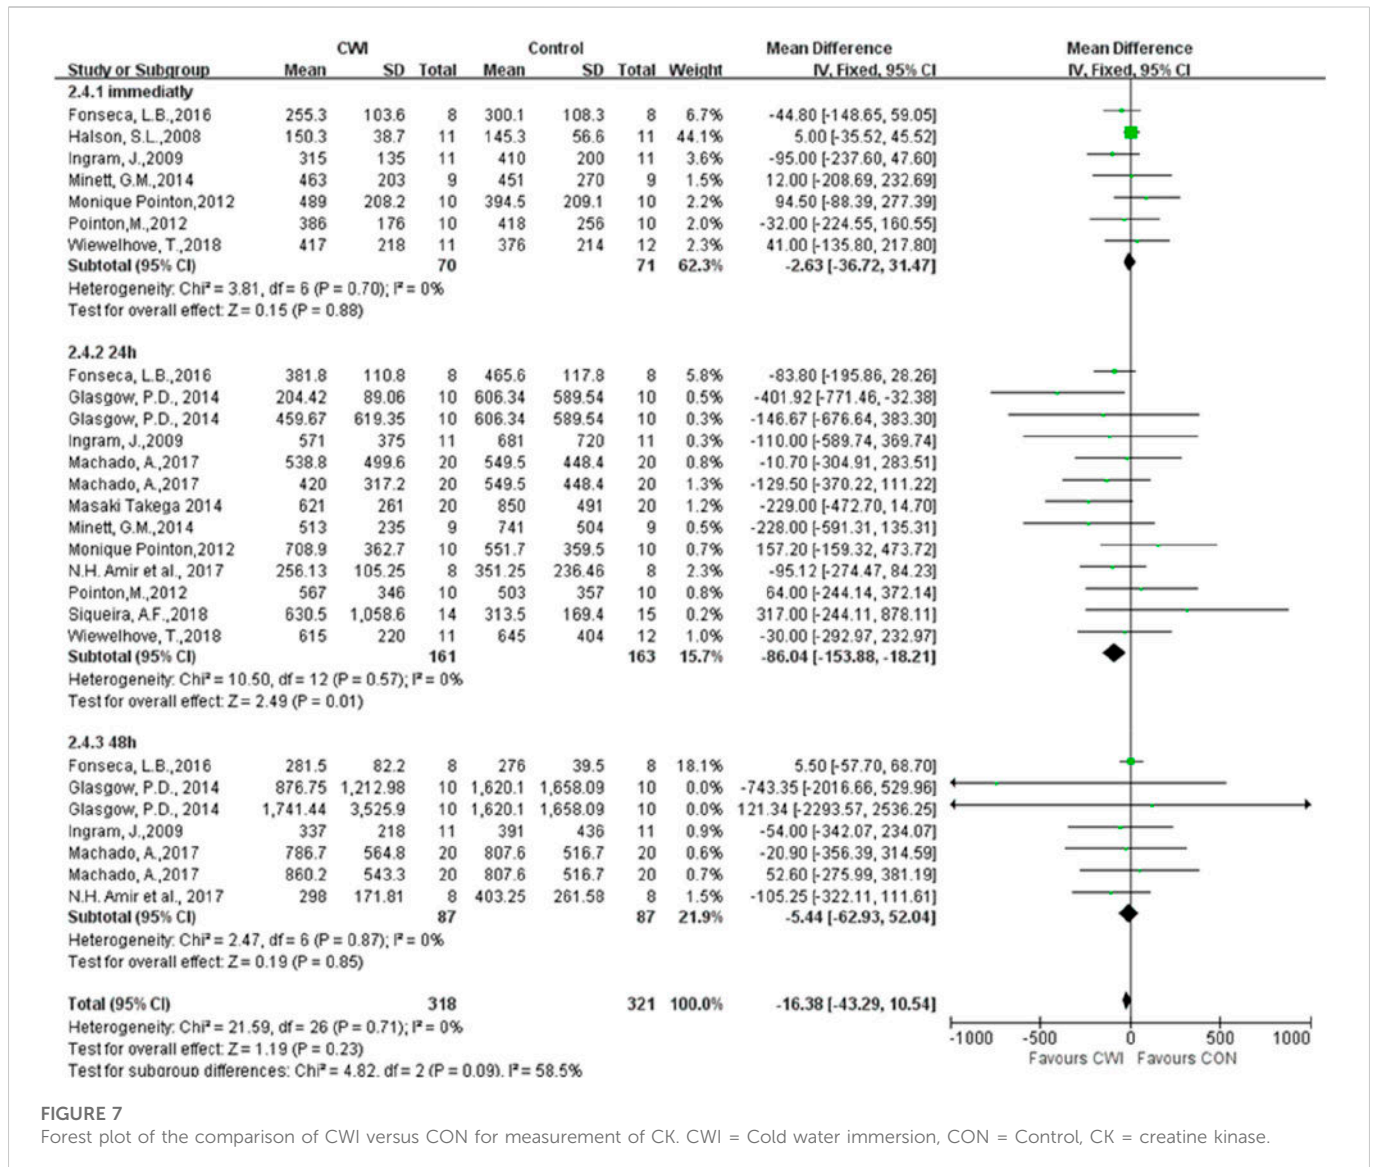 CWI Control Mean Difference Mean Difference
Study or Subgroup Mean SD Total Mean SD Total Weight IV, Fixed, 95% CI IV, Fixed, 95% CI
2.4.1 immediatly
Fonseca, L.B.,2016 255.3 103.6 8 300.1 108.3 8 6.7% -44.80 [-148.65, 59.05]
Halson, S.L.,2008 150.3 38.7 11 145.3 56.6 11 44.1% 5.00 [-35.52, 45.52]
Ingram, J.,2009 315 135 11 410 200 11 3.6% -95.00 [-237.60, 47.60]
Minett, G.M.,2014 463 203 9 451 270 9 1.5% 12.00 [-208.69, 232.69]
Monique Pointon,2012 489 208.2 10 394.5 209.1 10 2.2% 94.50 [-88.39, 277.39]
Pointon,M.,2012 386 176 10 418 256 10 2.0% -32.00 [-224.55, 160.55]
Wiewelhove, T.,2018 417 218 11 376 214 12 2.3% 41.00 [-135.80, 217.80]
Subtotal (95% CI) 70 71 62.3% -2.63 [-36.72, 31.47]
Heterogeneity: Chi² = 3.81, df = 6 (P = 0.70); I² = 0%
Test for overall effect: Z = 0.15 (P = 0.88)
2.4.2 24h
Fonseca, L.B.,2016 381.8 110.8 8 465.6 117.8 8 5.8% -83.80 [-195.86, 28.26]
Glasgow, P.D., 2014 204.42 89.06 10 606.34 589.54 10 0.5% -401.92 [-771.46, -32.38]
Glasgow, P.D., 2014 459.67 619.35 10 606.34 589.54 10 0.3% -146.67 [-676.64, 383.30]
Ingram, J.,2009 571 375 11 681 720 11 0.3% -110.00 [-589.74, 369.74]
Machado, A.,2017 538.8 499.6 20 549.5 448.4 20 0.8% -10.70 [-304.91, 283.51]
Machado, A.,2017 420 317.2 20 549.5 448.4 20 1.3% -129.50 [-370.22, 111.22]
Masaki Takega 2014 621 261 20 850 491 20 1.2% -229.00 [-472.70, 14.70]
Minett, G.M.,2014 513 235 9 741 504 9 0.5% -228.00 [-591.31, 135.31]
Monique Pointon,2012 708.9 362.7 10 551.7 359.5 10 0.7% 157.20 [-159.32, 473.72]
N.H. Amir et al., 2017 256.13 105.25 8 351.25 236.46 8 2.3% -95.12 [-274.47, 84.23]
Pointon,M.,2012 567 346 10 503 357 10 0.8% 64.00 [-244.14, 372.14]
Siqueira, A.F.,2018 630.5 1,058.6 14 313.5 169.4 15 0.2% 317.00 [-244.11, 878.11]
Wiewelhove, T.,2018 615 220 11 645 404 12 1.0% -30.00 [-292.97, 232.97]
Subtotal (95% CI) 161 163 15.7% -86.04 [-153.88, -18.21]
Heterogeneity: Chi² = 10.50, df = 12 (P = 0.57); I² = 0%
Test for overall effect: Z = 2.49 (P = 0.01)
2.4.3 48h
Fonseca, L.B.,2016 281.5 82.2 8 276 39.5 8 18.1% 5.50 [-57.70, 68.70]
Glasgow, P.D., 2014 876.75 1,212.98 10 1,620.1 1,658.09 10 0.0% -743.35 [-2016.66, 529.96]
Glasgow, P.D., 2014 1,741.44 3,525.9 10 1,620.1 1,658.09 10 0.0% 121.34 [-2293.57, 2536.25]
Ingram, J.,2009 337 218 11 391 436 11 0.9% -54.00 [-342.07, 234.07]
Machado, A.,2017 786.7 564.8 20 807.6 516.7 20 0.6% -20.90 [-356.39, 314.59]
Machado, A.,2017 860.2 543.3 20 807.6 516.7 20 0.7% 52.60 [-275.99, 381.19]
N.H. Amir et al., 2017 298 171.81 8 403.25 261.58 8 1.5% -105.25 [-322.11, 111.61]
Subtotal (95% CI) 87 87 21.9% -5.44 [-62.93, 52.04]
Heterogeneity: Chi² = 2.47, df = 6 (P = 0.87); I² = 0%
Test for overall effect: Z = 0.19 (P = 0.85)
Total (95% CI) 318 321 100.0% -16.38 [-43.29, 10.54]
Heterogeneity: Chi² = 21.59, df = 26 (P = 0.71); I² = 0%
Test for overall effect: Z = 1.19 (P = 0.23)
Test for subgroup differences: Chi² = 4.82, df = 2 (P = 0.09), I² = 58.5%
-1000 -500 0 500 1000
Favours CWI Favours CON
FIGURE 7
Forest plot of the comparison of CWI versus CON for measurement of CK. CWI = Cold water immersion, CON = Control, CK = creatine kinase.